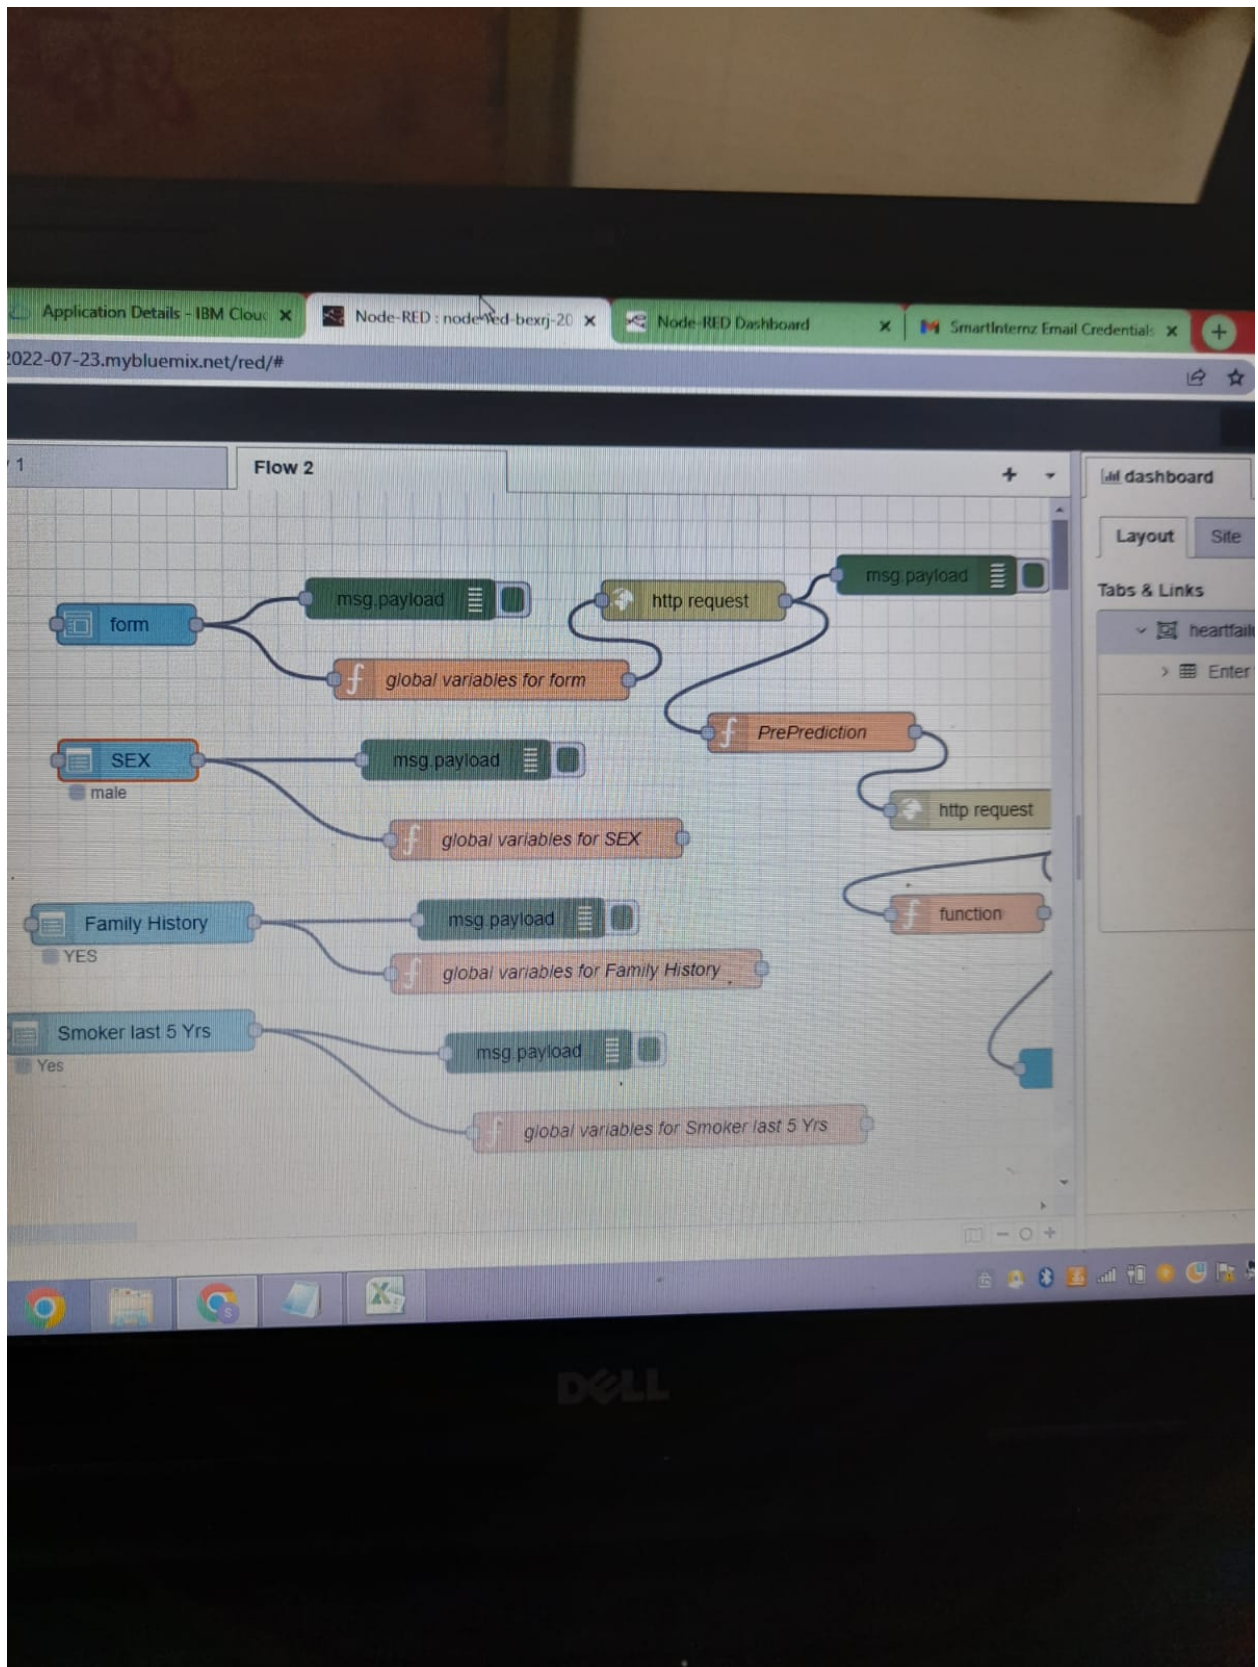 Application Details - IBM Clou
Node-RED : node-red-bexrj-20
Node-RED Dashboard
SmartInternz Email Credentials
2022-07-23.mybluemix.net/red/#
1
Flow 2
dashboard
Layout
Site
Tabs & Links
heartfail
Enter
form
msg.payload
global variables for form
http request
msg.payload
PrePrediction
http request
function
SEX
male
msg.payload
global variables for SEX
Family History
YES
msg.payload
global variables for Family History
Smoker last 5 Yrs
Yes
msg.payload
global variables for Smoker last 5 Yrs
DELL